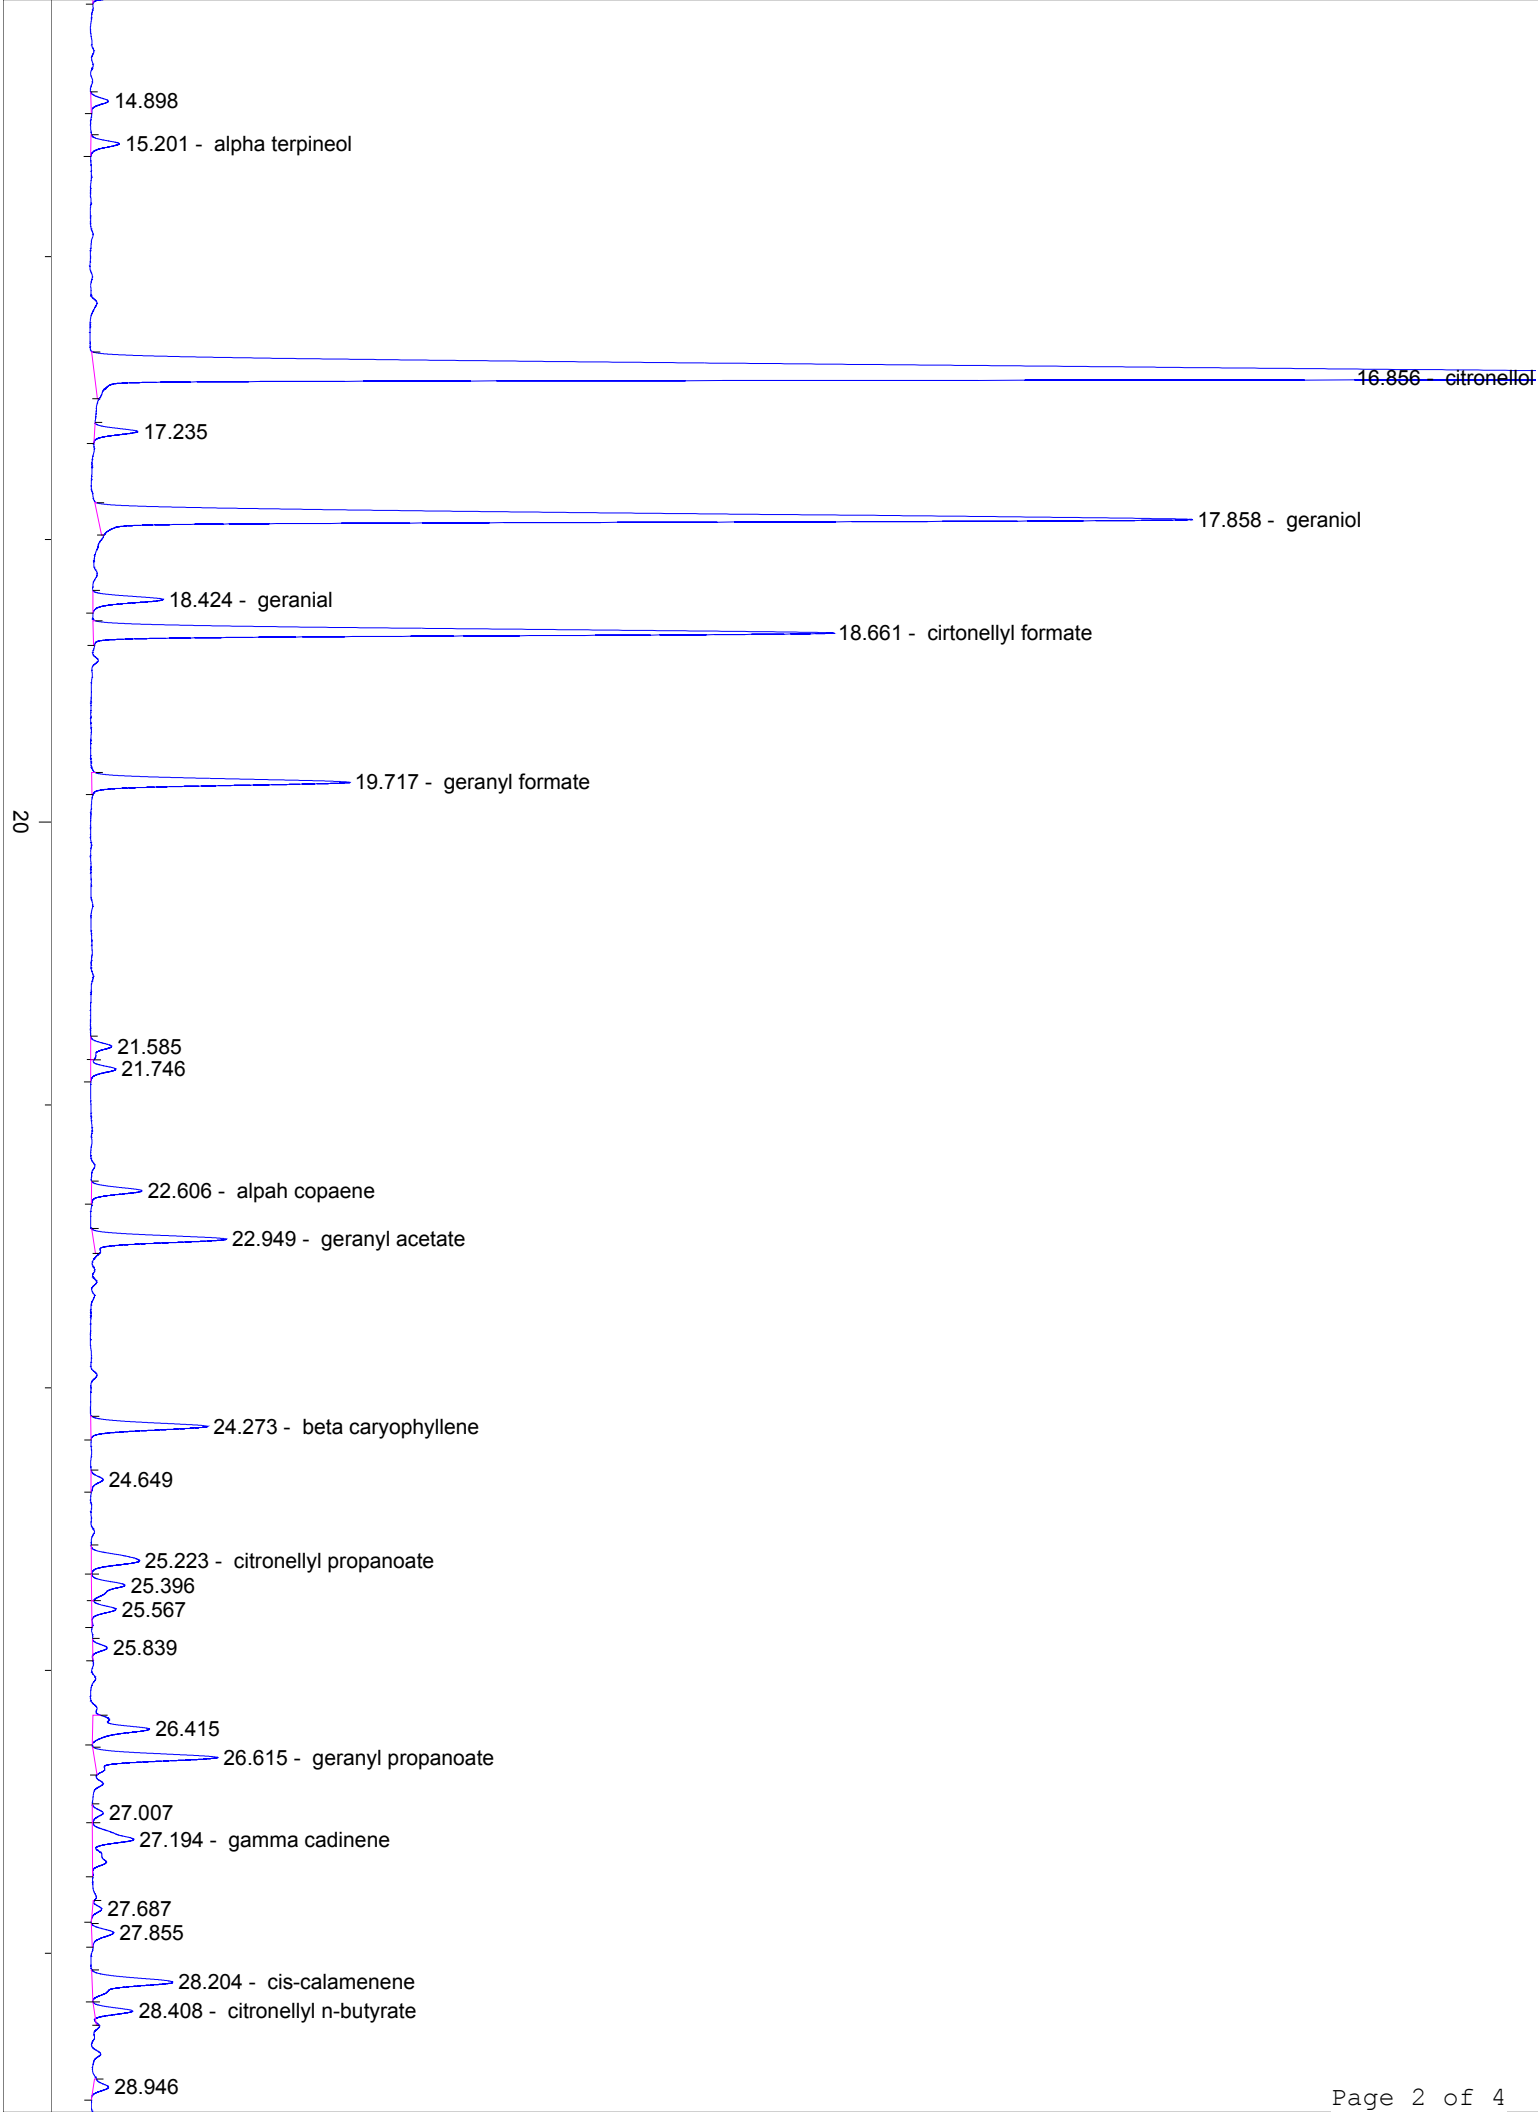 14.898
15.201 - alpha terpineol
16.856 - citronellol
17.235
17.858 - geraniol
18.424 - geranial
18.661 - cirtonellyl formate
19.717 - geranyl formate
20
21.585
21.746
22.606 - alpah copaene
22.949 - geranyl acetate
24.273 - beta caryophyllene
24.649
25.223 - citronellyl propanoate
25.396
25.567
25.839
26.415
26.615 - geranyl propanoate
27.007
27.194 - gamma cadinene
27.687
27.855
28.204 - cis-calamenene
28.408 - citronellyl n-butyrate
28.946
Page 2 of 4